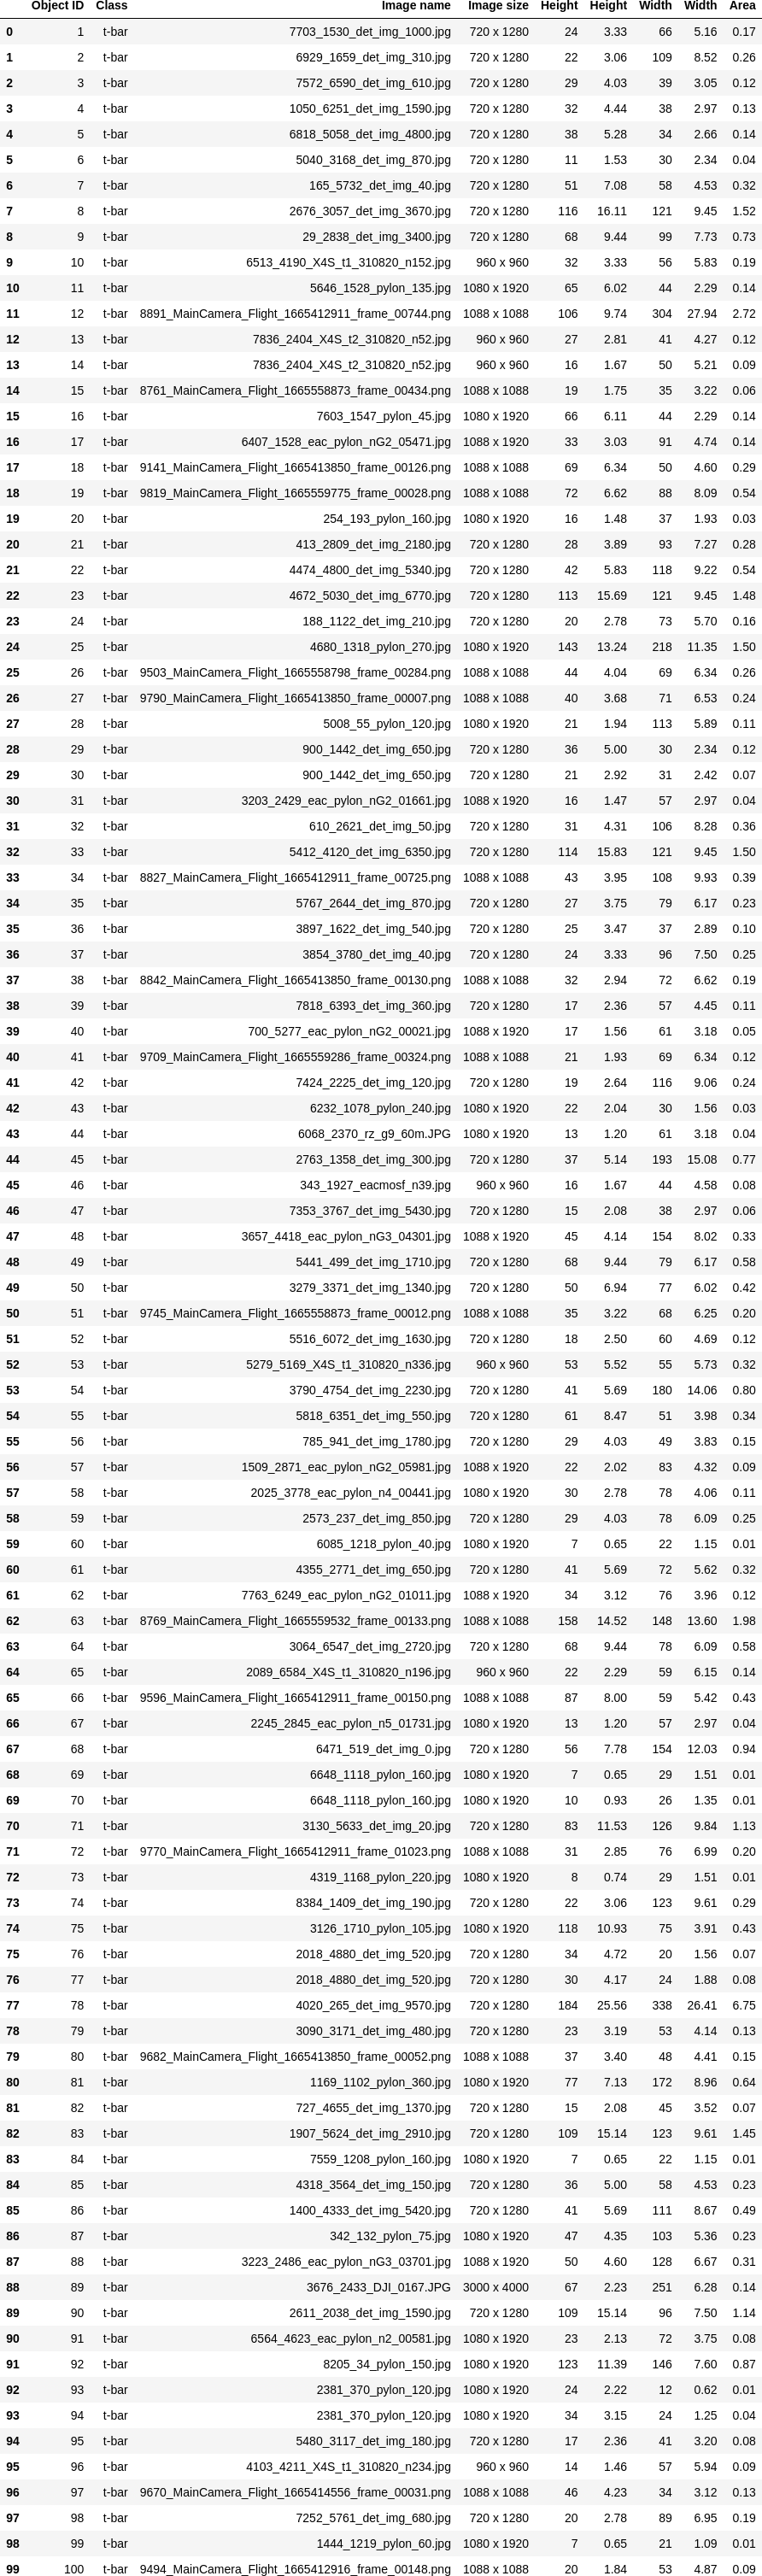 Object ID Class Image name Image size Height Height Width Width Area
0 1 t-bar 7703_1530_det_img_1000.jpg 720 x 1280 24 3.33 66 5.16 0.17
1 2 t-bar 6929_1659_det_img_310.jpg 720 x 1280 22 3.06 109 8.52 0.26
2 3 t-bar 7572_6590_det_img_610.jpg 720 x 1280 29 4.03 39 3.05 0.12
3 4 t-bar 1050_6251_det_img_1590.jpg 720 x 1280 32 4.44 38 2.97 0.13
4 5 t-bar 6818_5058_det_img_4800.jpg 720 x 1280 38 5.28 34 2.66 0.14
5 6 t-bar 5040_3168_det_img_870.jpg 720 x 1280 11 1.53 30 2.34 0.04
6 7 t-bar 165_5732_det_img_40.jpg 720 x 1280 51 7.08 58 4.53 0.32
7 8 t-bar 2676_3057_det_img_3670.jpg 720 x 1280 116 16.11 121 9.45 1.52
8 9 t-bar 29_2838_det_img_3400.jpg 720 x 1280 68 9.44 99 7.73 0.73
9 10 t-bar 6513_4190_X4S_t1_310820_n152.jpg 960 x 960 32 3.33 56 5.83 0.19
10 11 t-bar 5646_1528_pylon_135.jpg 1080 x 1920 65 6.02 44 2.29 0.14
11 12 t-bar 8891_MainCamera_Flight_1665412911_frame_00744.png 1088 x 1088 106 9.74 304 27.94 2.72
12 13 t-bar 7836_2404_X4S_t2_310820_n52.jpg 960 x 960 27 2.81 41 4.27 0.12
13 14 t-bar 7836_2404_X4S_t2_310820_n52.jpg 960 x 960 16 1.67 50 5.21 0.09
14 15 t-bar 8761_MainCamera_Flight_1665558873_frame_00434.png 1088 x 1088 19 1.75 35 3.22 0.06
15 16 t-bar 7603_1547_pylon_45.jpg 1080 x 1920 66 6.11 44 2.29 0.14
16 17 t-bar 6407_1528_eac_pylon_nG2_05471.jpg 1088 x 1920 33 3.03 91 4.74 0.14
17 18 t-bar 9141_MainCamera_Flight_1665413850_frame_00126.png 1088 x 1088 69 6.34 50 4.60 0.29
18 19 t-bar 9819_MainCamera_Flight_1665559775_frame_00028.png 1088 x 1088 72 6.62 88 8.09 0.54
19 20 t-bar 254_193_pylon_160.jpg 1080 x 1920 16 1.48 37 1.93 0.03
20 21 t-bar 413_2809_det_img_2180.jpg 720 x 1280 28 3.89 93 7.27 0.28
21 22 t-bar 4474_4800_det_img_5340.jpg 720 x 1280 42 5.83 118 9.22 0.54
22 23 t-bar 4672_5030_det_img_6770.jpg 720 x 1280 113 15.69 121 9.45 1.48
23 24 t-bar 188_1122_det_img_210.jpg 720 x 1280 20 2.78 73 5.70 0.16
24 25 t-bar 4680_1318_pylon_270.jpg 1080 x 1920 143 13.24 218 11.35 1.50
25 26 t-bar 9503_MainCamera_Flight_1665558798_frame_00284.png 1088 x 1088 44 4.04 69 6.34 0.26
26 27 t-bar 9790_MainCamera_Flight_1665413850_frame_00007.png 1088 x 1088 40 3.68 71 6.53 0.24
27 28 t-bar 5008_55_pylon_120.jpg 1080 x 1920 21 1.94 113 5.89 0.11
28 29 t-bar 900_1442_det_img_650.jpg 720 x 1280 36 5.00 30 2.34 0.12
29 30 t-bar 900_1442_det_img_650.jpg 720 x 1280 21 2.92 31 2.42 0.07
30 31 t-bar 3203_2429_eac_pylon_nG2_01661.jpg 1088 x 1920 16 1.47 57 2.97 0.04
31 32 t-bar 610_2621_det_img_50.jpg 720 x 1280 31 4.31 106 8.28 0.36
32 33 t-bar 5412_4120_det_img_6350.jpg 720 x 1280 114 15.83 121 9.45 1.50
33 34 t-bar 8827_MainCamera_Flight_1665412911_frame_00725.png 1088 x 1088 43 3.95 108 9.93 0.39
34 35 t-bar 5767_2644_det_img_870.jpg 720 x 1280 27 3.75 79 6.17 0.23
35 36 t-bar 3897_1622_det_img_540.jpg 720 x 1280 25 3.47 37 2.89 0.10
36 37 t-bar 3854_3780_det_img_40.jpg 720 x 1280 24 3.33 96 7.50 0.25
37 38 t-bar 8842_MainCamera_Flight_1665413850_frame_00130.png 1088 x 1088 32 2.94 72 6.62 0.19
38 39 t-bar 7818_6393_det_img_360.jpg 720 x 1280 17 2.36 57 4.45 0.11
39 40 t-bar 700_5277_eac_pylon_nG2_00021.jpg 1088 x 1920 17 1.56 61 3.18 0.05
40 41 t-bar 9709_MainCamera_Flight_1665559286_frame_00324.png 1088 x 1088 21 1.93 69 6.34 0.12
41 42 t-bar 7424_2225_det_img_120.jpg 720 x 1280 19 2.64 116 9.06 0.24
42 43 t-bar 6232_1078_pylon_240.jpg 1080 x 1920 22 2.04 30 1.56 0.03
43 44 t-bar 6068_2370_rz_g9_60m.JPG 1080 x 1920 13 1.20 61 3.18 0.04
44 45 t-bar 2763_1358_det_img_300.jpg 720 x 1280 37 5.14 193 15.08 0.77
45 46 t-bar 343_1927_eacmosf_n39.jpg 960 x 960 16 1.67 44 4.58 0.08
46 47 t-bar 7353_3767_det_img_5430.jpg 720 x 1280 15 2.08 38 2.97 0.06
47 48 t-bar 3657_4418_eac_pylon_nG3_04301.jpg 1088 x 1920 45 4.14 154 8.02 0.33
48 49 t-bar 5441_499_det_img_1710.jpg 720 x 1280 68 9.44 79 6.17 0.58
49 50 t-bar 3279_3371_det_img_1340.jpg 720 x 1280 50 6.94 77 6.02 0.42
50 51 t-bar 9745_MainCamera_Flight_1665558873_frame_00012.png 1088 x 1088 35 3.22 68 6.25 0.20
51 52 t-bar 5516_6072_det_img_1630.jpg 720 x 1280 18 2.50 60 4.69 0.12
52 53 t-bar 5279_5169_X4S_t1_310820_n336.jpg 960 x 960 53 5.52 55 5.73 0.32
53 54 t-bar 3790_4754_det_img_2230.jpg 720 x 1280 41 5.69 180 14.06 0.80
54 55 t-bar 5818_6351_det_img_550.jpg 720 x 1280 61 8.47 51 3.98 0.34
55 56 t-bar 785_941_det_img_1780.jpg 720 x 1280 29 4.03 49 3.83 0.15
56 57 t-bar 1509_2871_eac_pylon_nG2_05981.jpg 1088 x 1920 22 2.02 83 4.32 0.09
57 58 t-bar 2025_3778_eac_pylon_n4_00441.jpg 1080 x 1920 30 2.78 78 4.06 0.11
58 59 t-bar 2573_237_det_img_850.jpg 720 x 1280 29 4.03 78 6.09 0.25
59 60 t-bar 6085_1218_pylon_40.jpg 1080 x 1920 7 0.65 22 1.15 0.01
60 61 t-bar 4355_2771_det_img_650.jpg 720 x 1280 41 5.69 72 5.62 0.32
61 62 t-bar 7763_6249_eac_pylon_nG2_01011.jpg 1088 x 1920 34 3.12 76 3.96 0.12
62 63 t-bar 8769_MainCamera_Flight_1665559532_frame_00133.png 1088 x 1088 158 14.52 148 13.60 1.98
63 64 t-bar 3064_6547_det_img_2720.jpg 720 x 1280 68 9.44 78 6.09 0.58
64 65 t-bar 2089_6584_X4S_t1_310820_n196.jpg 960 x 960 22 2.29 59 6.15 0.14
65 66 t-bar 9596_MainCamera_Flight_1665412911_frame_00150.png 1088 x 1088 87 8.00 59 5.42 0.43
66 67 t-bar 2245_2845_eac_pylon_n5_01731.jpg 1080 x 1920 13 1.20 57 2.97 0.04
67 68 t-bar 6471_519_det_img_0.jpg 720 x 1280 56 7.78 154 12.03 0.94
68 69 t-bar 6648_1118_pylon_160.jpg 1080 x 1920 7 0.65 29 1.51 0.01
69 70 t-bar 6648_1118_pylon_160.jpg 1080 x 1920 10 0.93 26 1.35 0.01
70 71 t-bar 3130_5633_det_img_20.jpg 720 x 1280 83 11.53 126 9.84 1.13
71 72 t-bar 9770_MainCamera_Flight_1665412911_frame_01023.png 1088 x 1088 31 2.85 76 6.99 0.20
72 73 t-bar 4319_1168_pylon_220.jpg 1080 x 1920 8 0.74 29 1.51 0.01
73 74 t-bar 8384_1409_det_img_190.jpg 720 x 1280 22 3.06 123 9.61 0.29
74 75 t-bar 3126_1710_pylon_105.jpg 1080 x 1920 118 10.93 75 3.91 0.43
75 76 t-bar 2018_4880_det_img_520.jpg 720 x 1280 34 4.72 20 1.56 0.07
76 77 t-bar 2018_4880_det_img_520.jpg 720 x 1280 30 4.17 24 1.88 0.08
77 78 t-bar 4020_265_det_img_9570.jpg 720 x 1280 184 25.56 338 26.41 6.75
78 79 t-bar 3090_3171_det_img_480.jpg 720 x 1280 23 3.19 53 4.14 0.13
79 80 t-bar 9682_MainCamera_Flight_1665413850_frame_00052.png 1088 x 1088 37 3.40 48 4.41 0.15
80 81 t-bar 1169_1102_pylon_360.jpg 1080 x 1920 77 7.13 172 8.96 0.64
81 82 t-bar 727_4655_det_img_1370.jpg 720 x 1280 15 2.08 45 3.52 0.07
82 83 t-bar 1907_5624_det_img_2910.jpg 720 x 1280 109 15.14 123 9.61 1.45
83 84 t-bar 7559_1208_pylon_160.jpg 1080 x 1920 7 0.65 22 1.15 0.01
84 85 t-bar 4318_3564_det_img_150.jpg 720 x 1280 36 5.00 58 4.53 0.23
85 86 t-bar 1400_4333_det_img_5420.jpg 720 x 1280 41 5.69 111 8.67 0.49
86 87 t-bar 342_132_pylon_75.jpg 1080 x 1920 47 4.35 103 5.36 0.23
87 88 t-bar 3223_2486_eac_pylon_nG3_03701.jpg 1088 x 1920 50 4.60 128 6.67 0.31
88 89 t-bar 3676_2433_DJI_0167.JPG 3000 x 4000 67 2.23 251 6.28 0.14
89 90 t-bar 2611_2038_det_img_1590.jpg 720 x 1280 109 15.14 96 7.50 1.14
90 91 t-bar 6564_4623_eac_pylon_n2_00581.jpg 1080 x 1920 23 2.13 72 3.75 0.08
91 92 t-bar 8205_34_pylon_150.jpg 1080 x 1920 123 11.39 146 7.60 0.87
92 93 t-bar 2381_370_pylon_120.jpg 1080 x 1920 24 2.22 12 0.62 0.01
93 94 t-bar 2381_370_pylon_120.jpg 1080 x 1920 34 3.15 24 1.25 0.04
94 95 t-bar 5480_3117_det_img_180.jpg 720 x 1280 17 2.36 41 3.20 0.08
95 96 t-bar 4103_4211_X4S_t1_310820_n234.jpg 960 x 960 14 1.46 57 5.94 0.09
96 97 t-bar 9670_MainCamera_Flight_1665414556_frame_00031.png 1088 x 1088 46 4.23 34 3.12 0.13
97 98 t-bar 7252_5761_det_img_680.jpg 720 x 1280 20 2.78 89 6.95 0.19
98 99 t-bar 1444_1219_pylon_60.jpg 1080 x 1920 7 0.65 21 1.09 0.01
99 100 t-bar 9494_MainCamera_Flight_1665412916_frame_00148.png 1088 x 1088 20 1.84 53 4.87 0.09